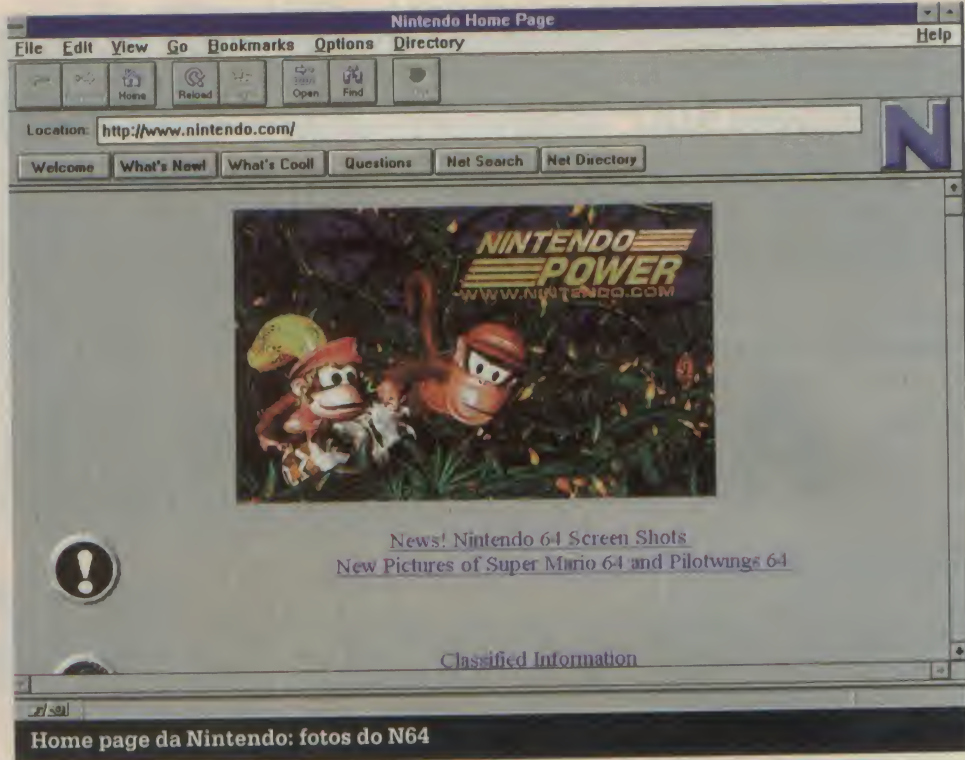 Nintendo Home Page
File Edit View Go Bookmarks Options Directory Help
Home Reload Open Find
Location: http://www.nintendo.com/
N
Welcome What's New! What's Cool! Questions Net Search Net Directory
NINTENDO
POWER
WWW.NINTENDO.COM
!
News! Nintendo 64 Screen Shots
New Pictures of Super Mario 64 and Pilotwings 64
Classified Information
Home page da Nintendo: fotos do N64